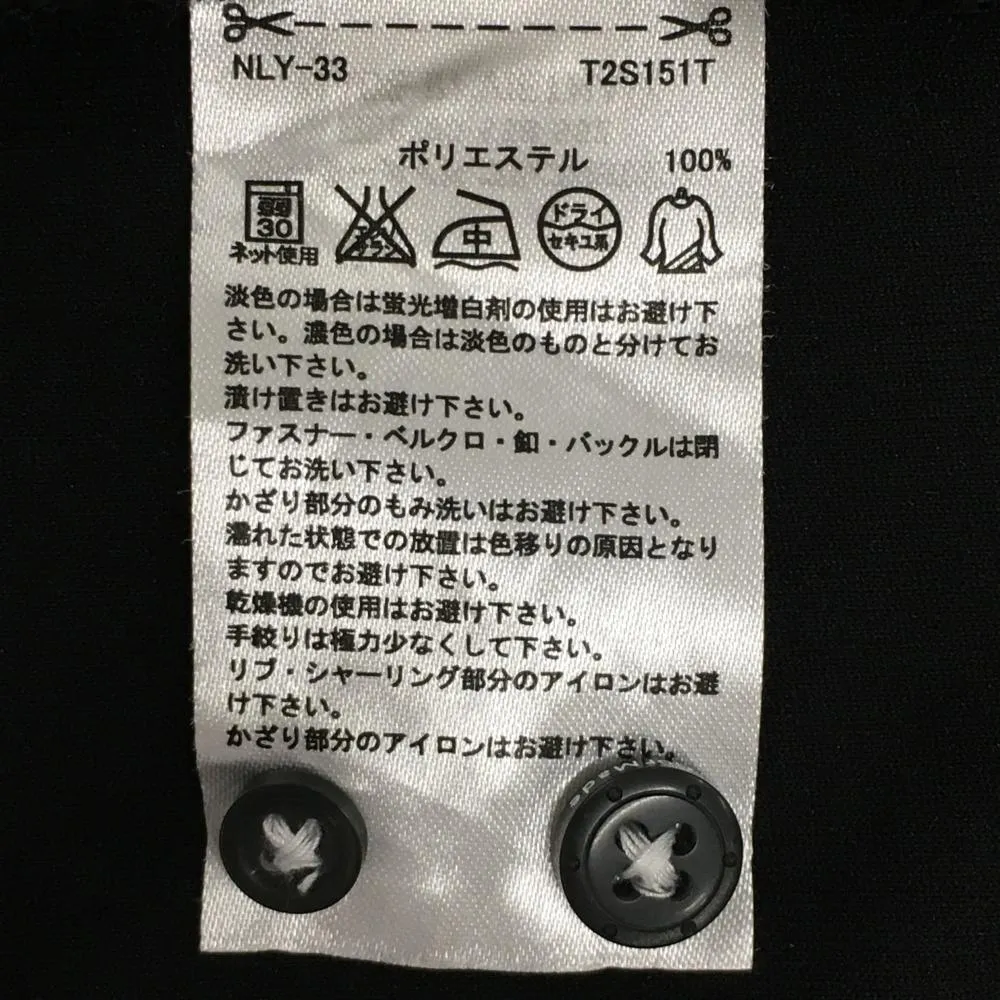 NLY-33 T2S151T
ポリエステル 100%
弱
30
ネット使用
エンソ
サラシ
中
ドライ
セキユ系
淡色の場合は蛍光増白剤の使用はお避け下
さい。濃色の場合は淡色のものと分けてお
洗い下さい。
漬け置きはお避け下さい。
ファスナー・ベルクロ・釦・バックルは閉
じてお洗い下さい。
かざり部分のもみ洗いはお避け下さい。
濡れた状態での放置は色移りの原因となり
ますのでお避け下さい。
乾燥機の使用はお避け下さい。
手絞りは極力少なくして下さい。
リブ・シャーリング部分のアイロンはお避
け下さい。
かざり部分のアイロンはお避け下さい。